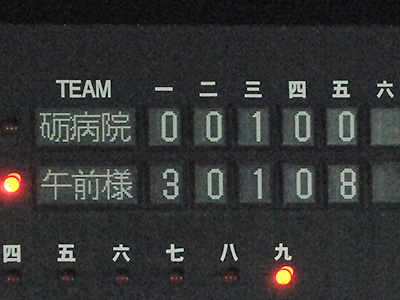 TEAM 一 二 三 四 五 六
砺病院 0 0 1 0 0
午前様 3 0 1 0 8
四 五 六 七 八 九